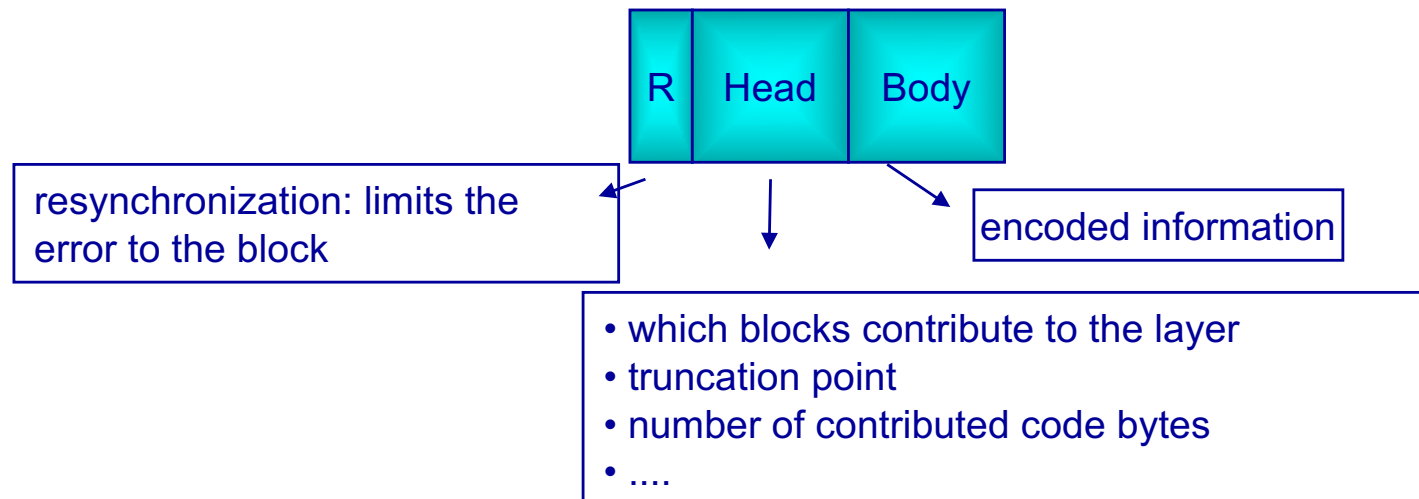 R Head Body
resynchronization: limits the
error to the block
encoded information
• which blocks contribute to the layer
• truncation point
• number of contributed code bytes
• ....